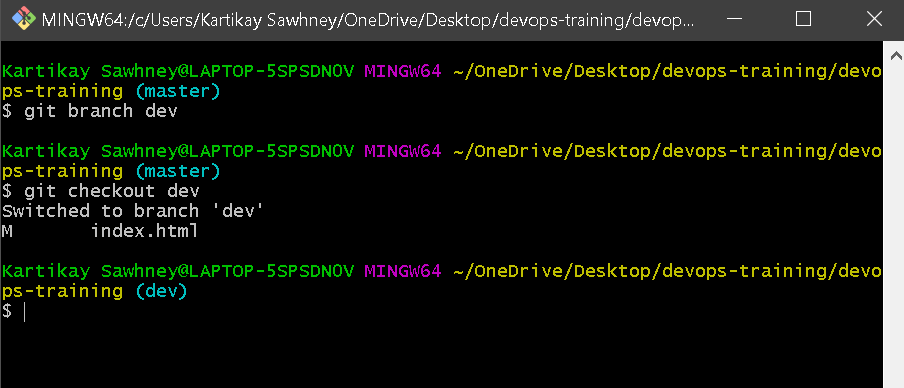 MINGW64:/c/Users/Kartikay Sawhney/OneDrive/Desktop/devops-training/devop...
Kartikay Sawhney@LAPTOP-5SPSDN0V MINGW64 ~/OneDrive/Desktop/devops-training/devo
ps-training (master)
$ git branch dev
Kartikay Sawhney@LAPTOP-5SPSDN0V MINGW64 ~/OneDrive/Desktop/devops-training/devo
ps-training (master)
$ git checkout dev
Switched to branch 'dev'
M       index.html
Kartikay Sawhney@LAPTOP-5SPSDN0V MINGW64 ~/OneDrive/Desktop/devops-training/devo
ps-training (dev)
$